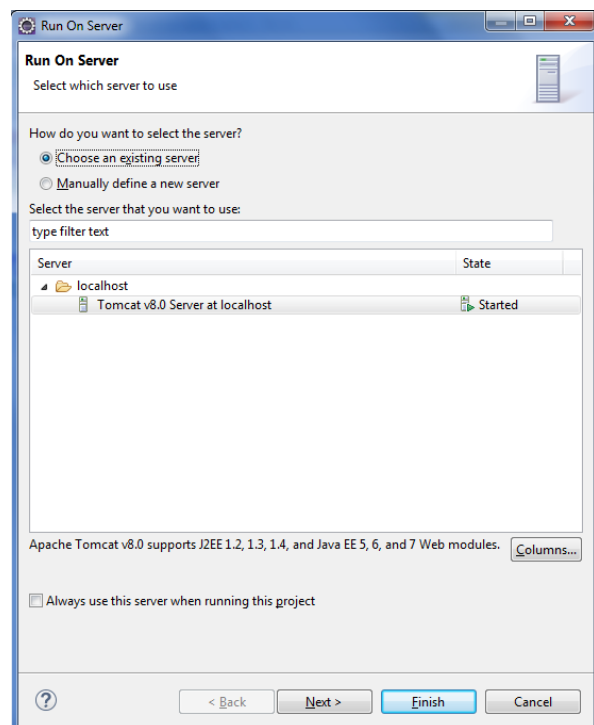 Run On Server
Run On Server
Select which server to use
How do you want to select the server?
Choose an existing server
Manually define a new server
Select the server that you want to use:
type filter text
Server State
localhost
Tomcat v8.0 Server at localhost Started
Apache Tomcat v8.0 supports J2EE 1.2, 1.3, 1.4, and Java EE 5, 6, and 7 Web modules. Columns...
Always use this server when running this project
? < Back Next > Finish Cancel